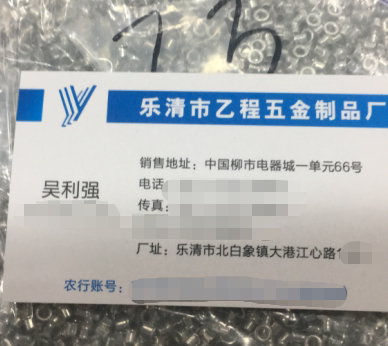 23
乐清市乙程五金制品厂
销售地址：中国柳市电器城一单元66号
吴利强
电话
传真：
厂址：乐清市北白象镇大港江心路
农行账号：